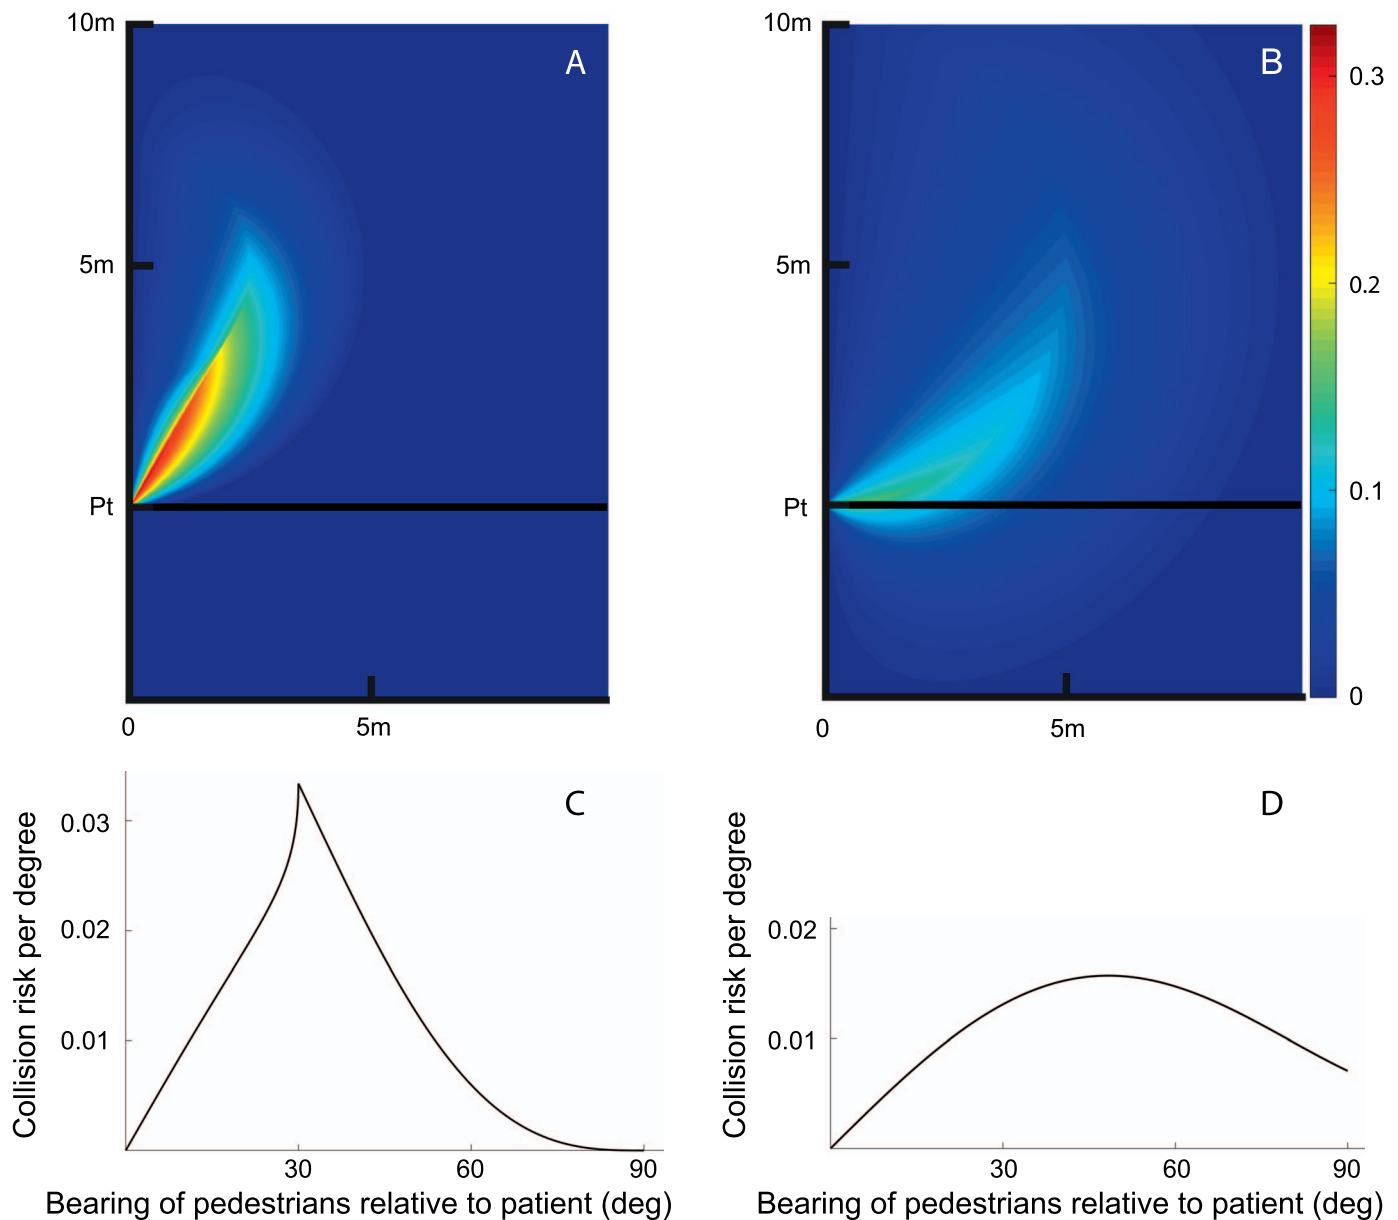 10m
A
5m
Pt
0
5m
10m
B
5m
Pt
0
5m
0.3
0.2
0.1
0
C
0.03
0.02
0.01
Collision risk per degree
30
60
90
Bearing of pedestrians relative to patient (deg)
D
0.02
0.01
Collision risk per degree
30
60
90
Bearing of pedestrians relative to patient (deg)